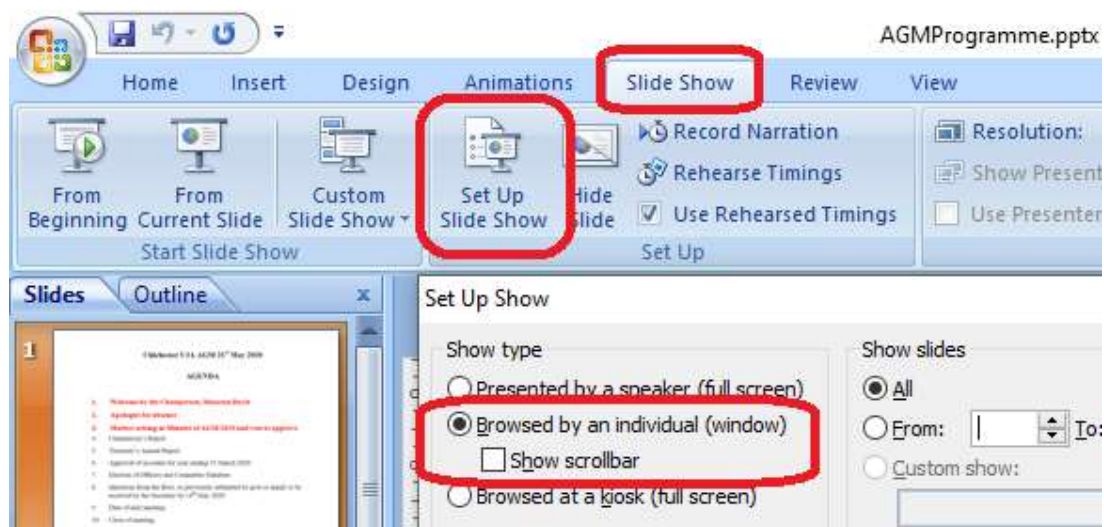 AGMProgramme.pptx
Home Insert Design Animations Slide Show Review View
From Beginning
From Current Slide
Custom Slide Show
Set Up Slide Show
Hide Slide
Record Narration
Rehearse Timings
Use Rehearsed Timings
Resolution:
Show Present
Use Presenter
Start Slide Show
Set Up
Slides Outline x
1
AGENDA
Set Up Show
Show type
Presented by a speaker (full screen)
Browsed by an individual (window)
Show scrollbar
Browsed at a kiosk (full screen)
Show slides
All
From: To:
Custom show: